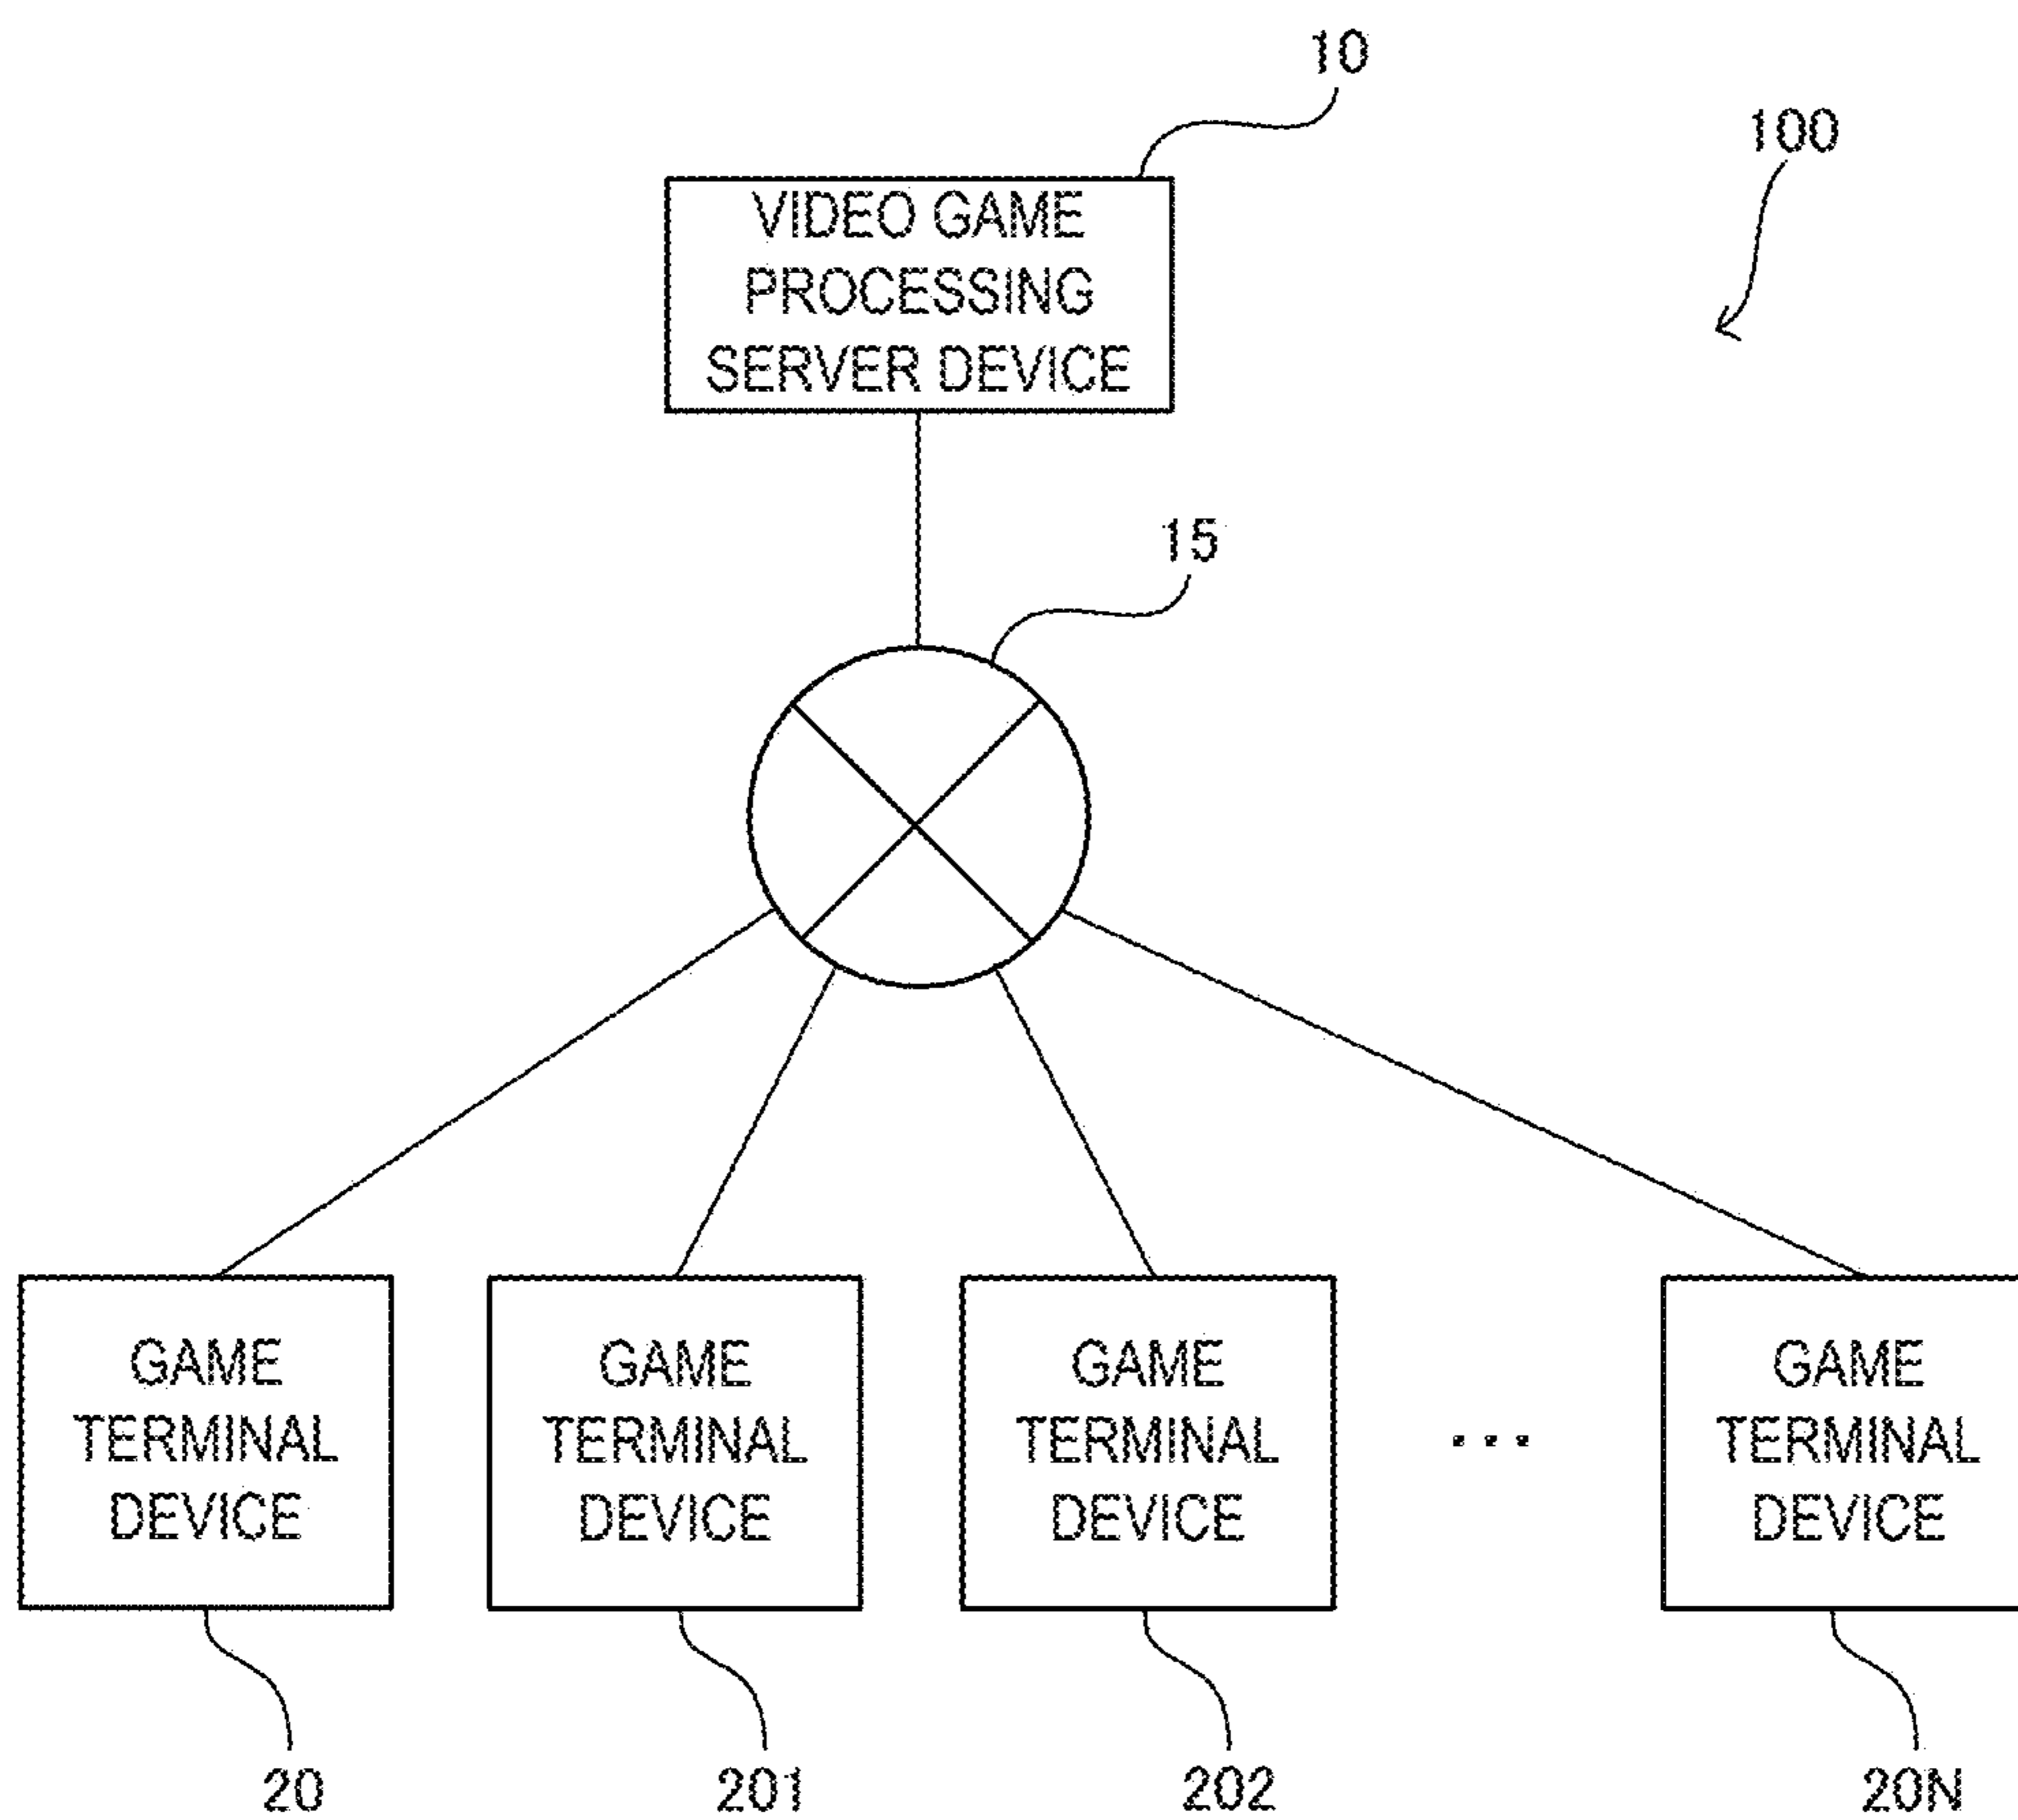 10
100
VIDEO GAME
PROCESSING
SERVER DEVICE
15
GAME
TERMINAL
DEVICE
GAME
TERMINAL
DEVICE
GAME
TERMINAL
DEVICE
...
GAME
TERMINAL
DEVICE
20
201
202
20N